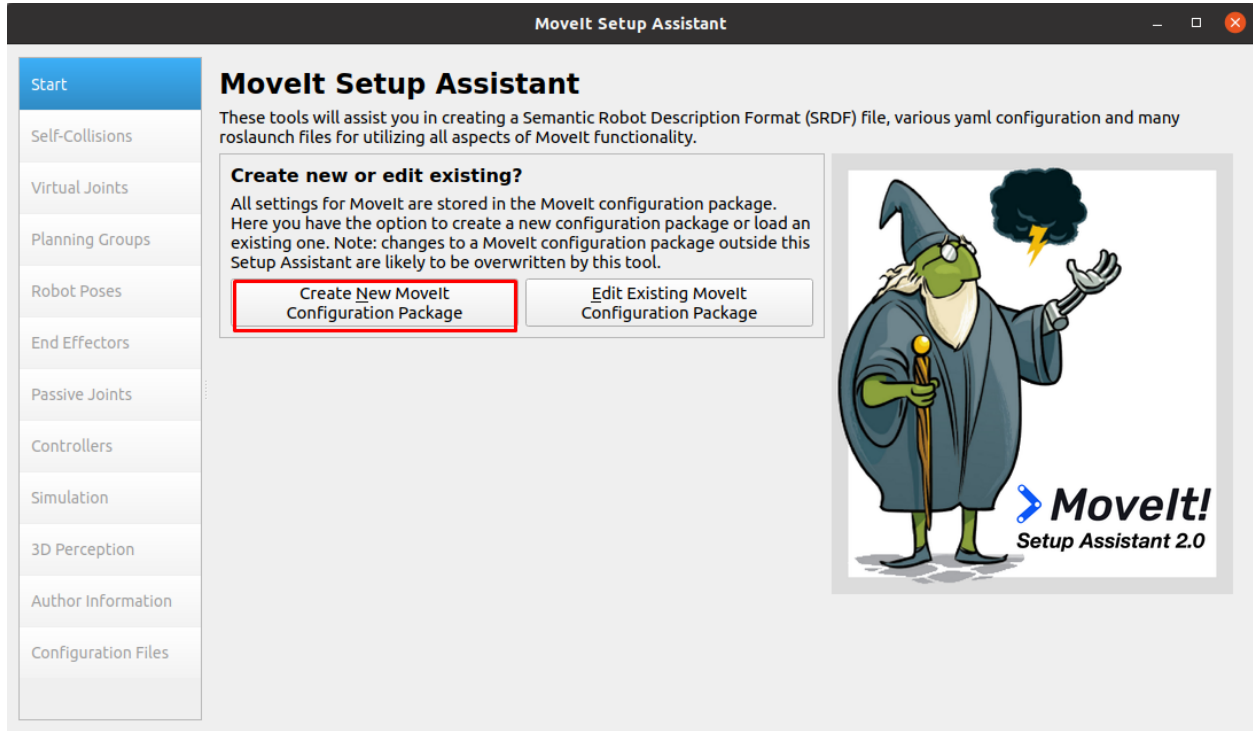 MoveIt Setup Assistant
Start
Self-Collisions
Virtual Joints
Planning Groups
Robot Poses
End Effectors
Passive Joints
Controllers
Simulation
3D Perception
Author Information
Configuration Files
MoveIt Setup Assistant
These tools will assist you in creating a Semantic Robot Description Format (SRDF) file, various yaml configuration and many
roslaunch files for utilizing all aspects of MoveIt functionality.
Create new or edit existing?
All settings for MoveIt are stored in the MoveIt configuration package.
Here you have the option to create a new configuration package or load an
existing one. Note: changes to a MoveIt configuration package outside this
Setup Assistant are likely to be overwritten by this tool.
Create New MoveIt
Configuration Package
Edit Existing MoveIt
Configuration Package
MoveIt!
Setup Assistant 2.0